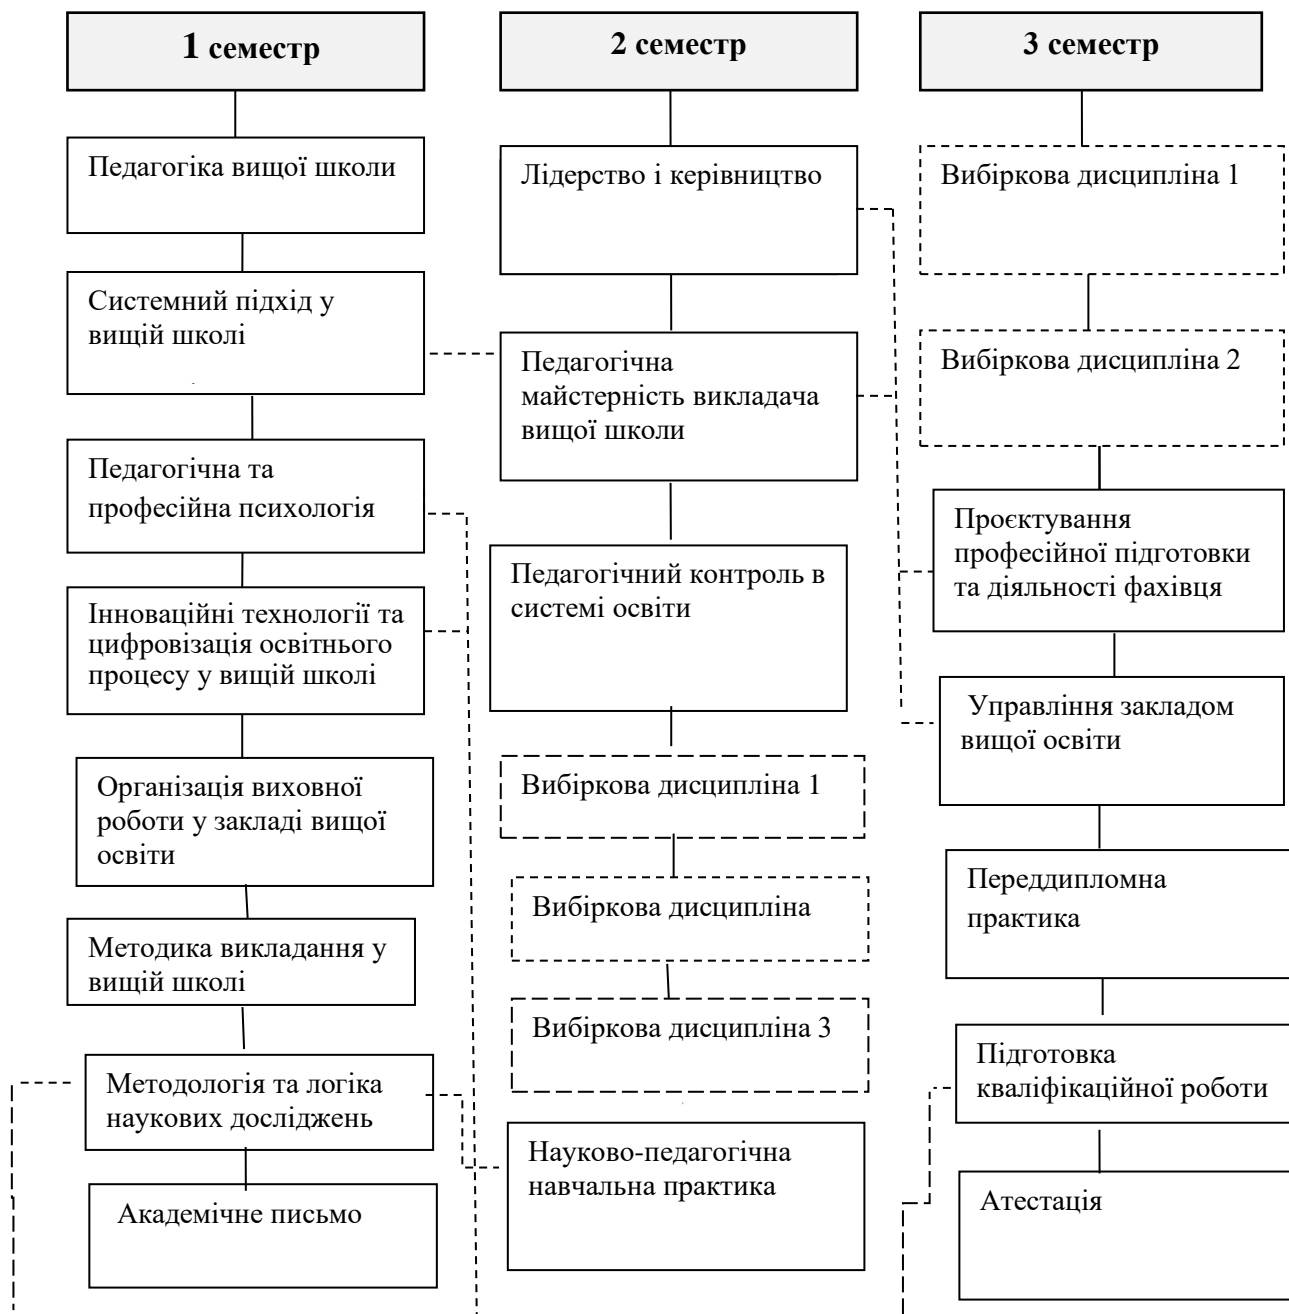 1 семестр
Педагогіка вищої школи
Системний підхід у
вищій школі
Педагогічна та
професійна психологія
Інноваційні технології та
цифровізація освітнього
процесу у вищій школі
Організація виховної
роботи у закладі вищої
освіти
Методика викладання у
вищій школі
Методологія та логіка
наукових досліджень
Академічне письмо
2 семестр
Лідерство і керівництво
Педагогічна
майстерність викладача
вищої школи
Педагогічний контроль в
системі освіти
Вибіркова дисципліна 1
Вибіркова дисципліна
Вибіркова дисципліна 3
Науково-педагогічна
навчальна практика
3 семестр
Вибіркова дисципліна 1
Вибіркова дисципліна 2
Проєктування
професійної підготовки
та діяльності фахівця
Управління закладом
вищої освіти
Переддипломна
практика
Підготовка
кваліфікаційної роботи
Атестація